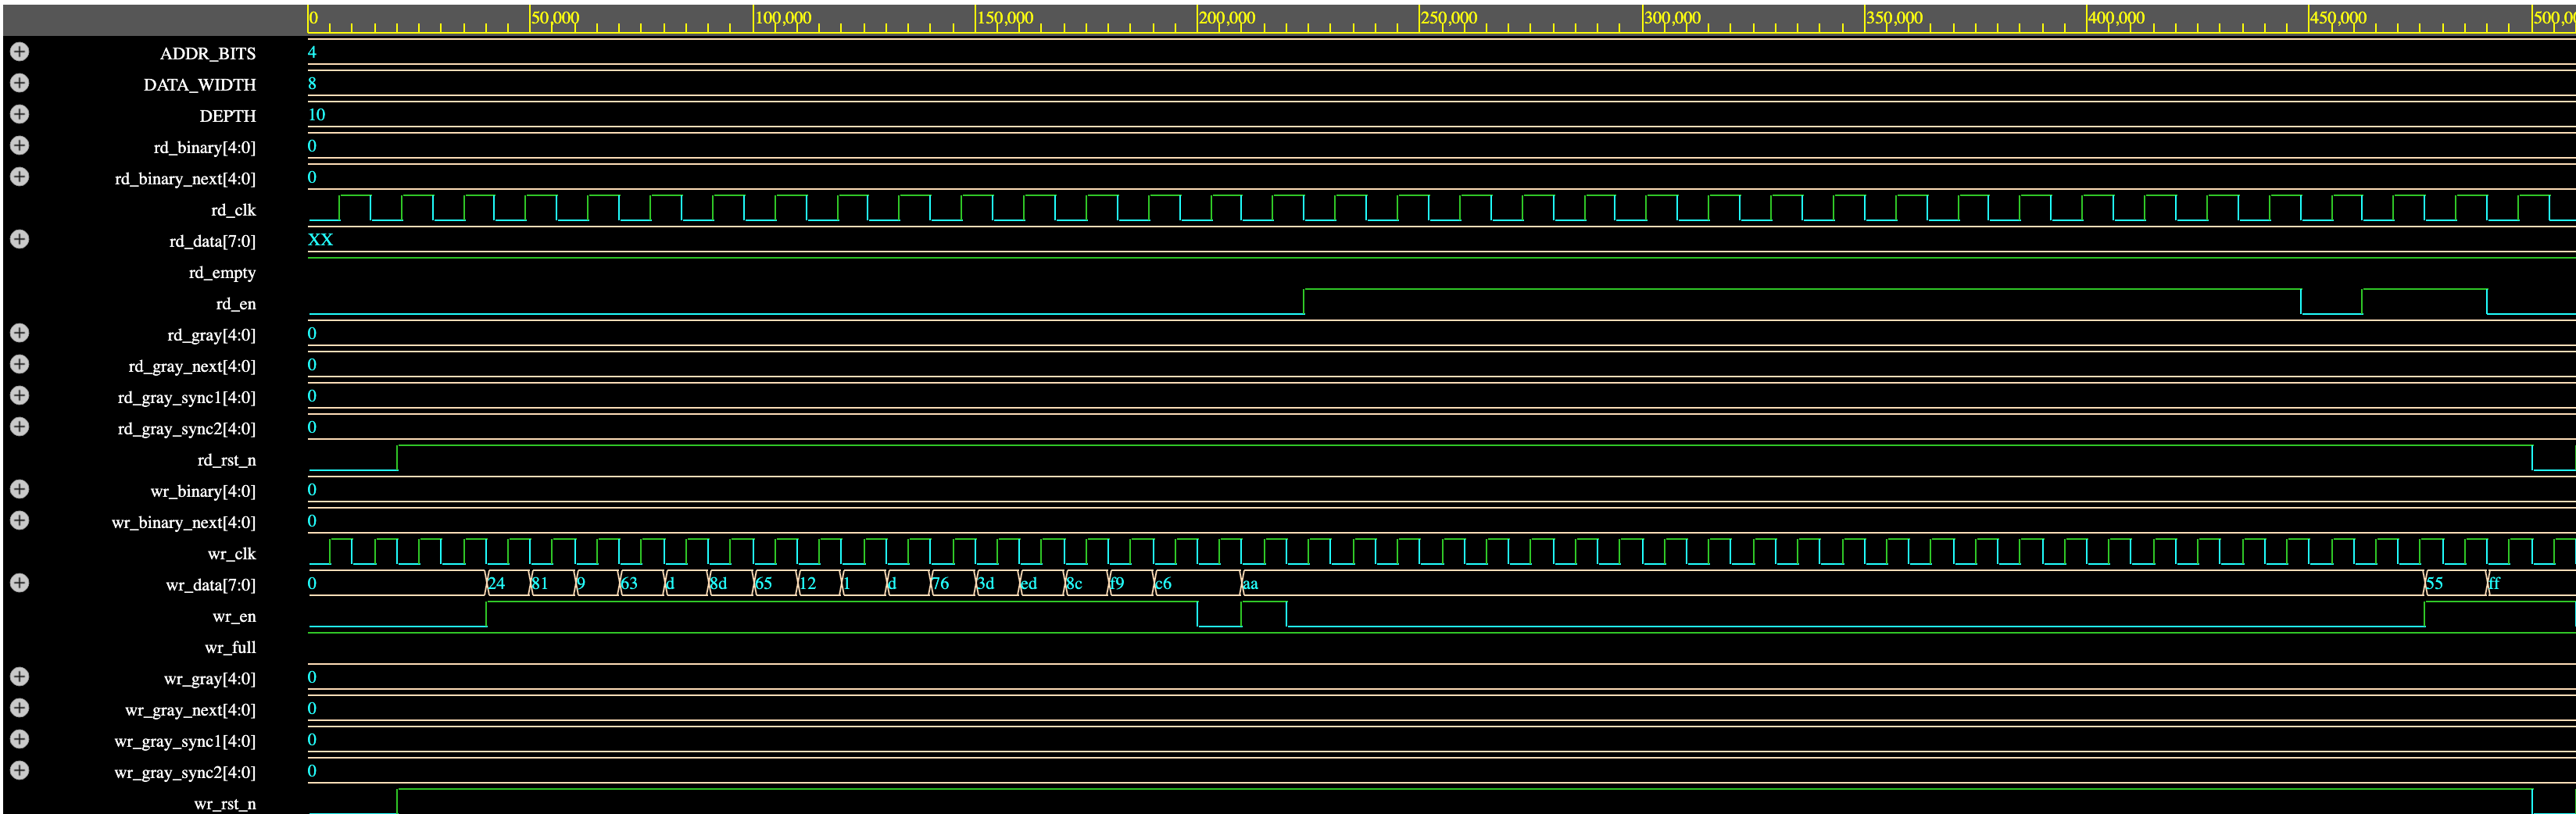 0 50,000 100,000 150,000 200,000 250,000 300,000 350,000 400,000 450,000
ADDR_BITS 4
DATA_WIDTH 8
DEPTH 10
rd_binary[4:0] 0
rd_binary_next[4:0] 0
rd_clk
rd_data[7:0] XX
rd_empty
rd_en
rd_gray[4:0] 0
rd_gray_next[4:0] 0
rd_gray_sync1[4:0] 0
rd_gray_sync2[4:0] 0
rd_rst_n
wr_binary[4:0] 0
wr_binary_next[4:0] 0
wr_clk
wr_data[7:0] 0 24 81 9 63 d 8d 65 12 1 d 76 3d ed 8c f9 c6 aa 55 ff
wr_en
wr_full
wr_gray[4:0] 0
wr_gray_next[4:0] 0
wr_gray_sync1[4:0] 0
wr_gray_sync2[4:0] 0
wr_rst_n